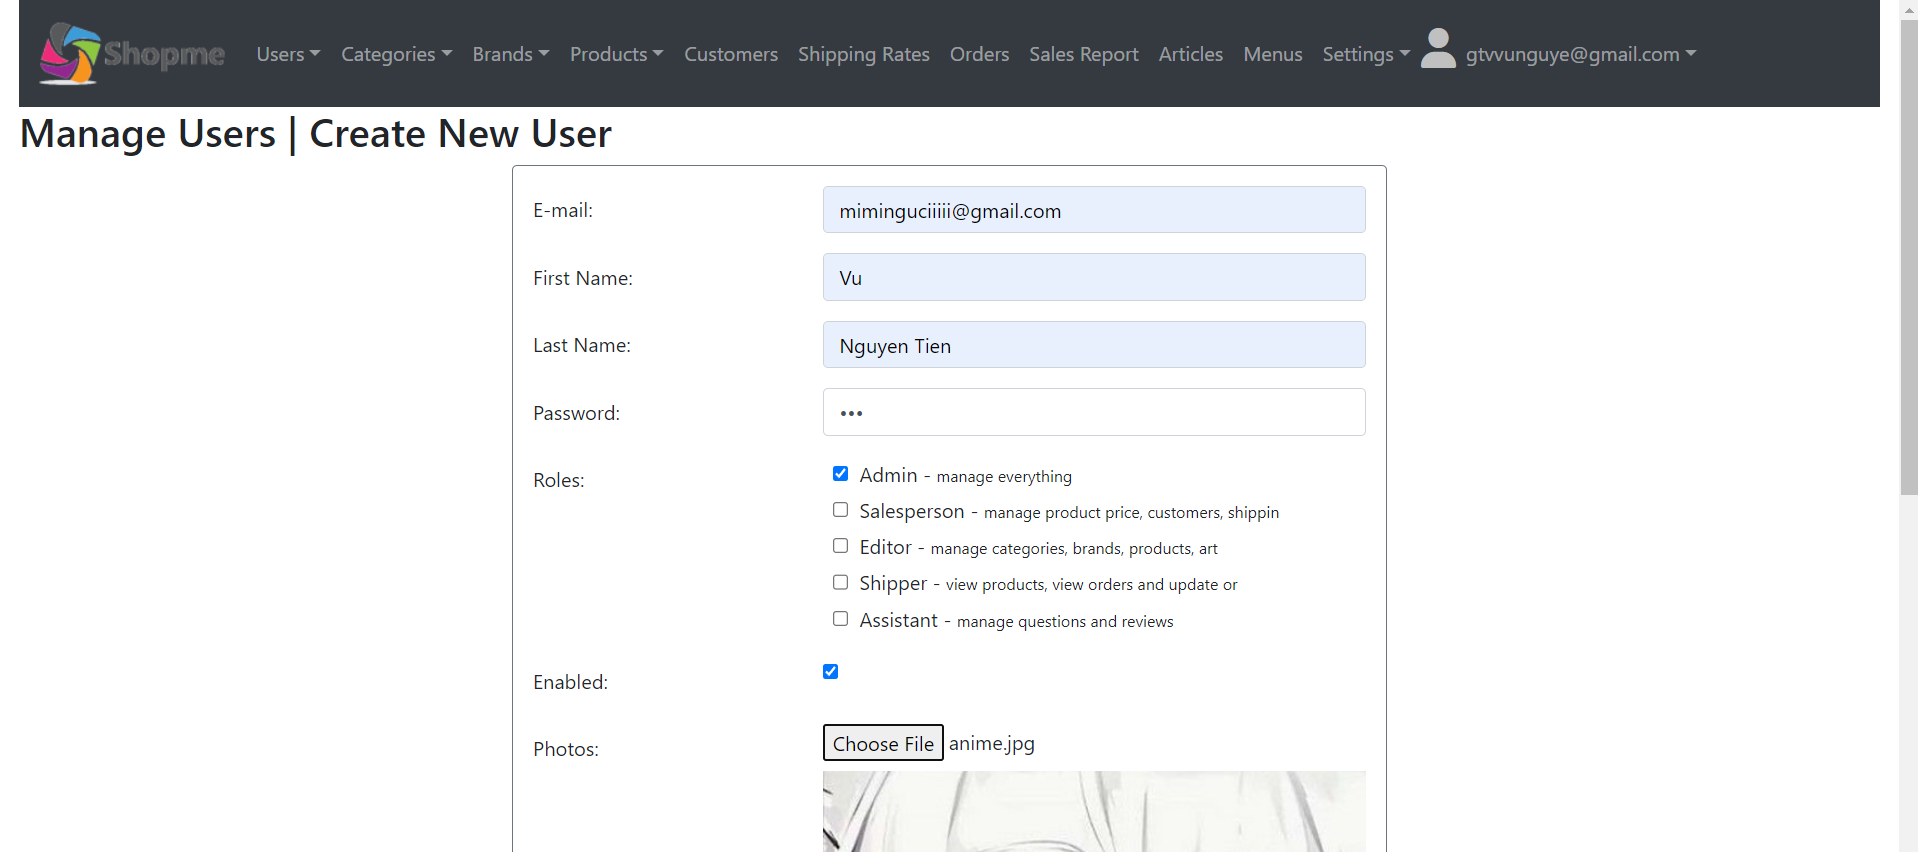 Shopme Users Categories Brands Products Customers Shipping Rates Orders Sales Report Articles Menus Settings gtvvunguye@gmail.com
Manage Users | Create New User
E-mail: miminguciiiii@gmail.com
First Name: Vu
Last Name: Nguyen Tien
Password: •••
Roles: Admin - manage everything
Salesperson - manage product price, customers, shippin
Editor - manage categories, brands, products, art
Shipper - view products, view orders and update or
Assistant - manage questions and reviews
Enabled:
Photos: Choose File anime.jpg